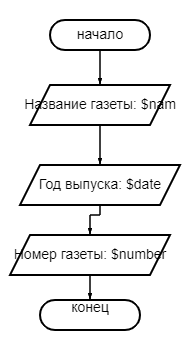 начало
Название газеты: $nam
Год выпуска: $date
Номер газеты: $number
конец